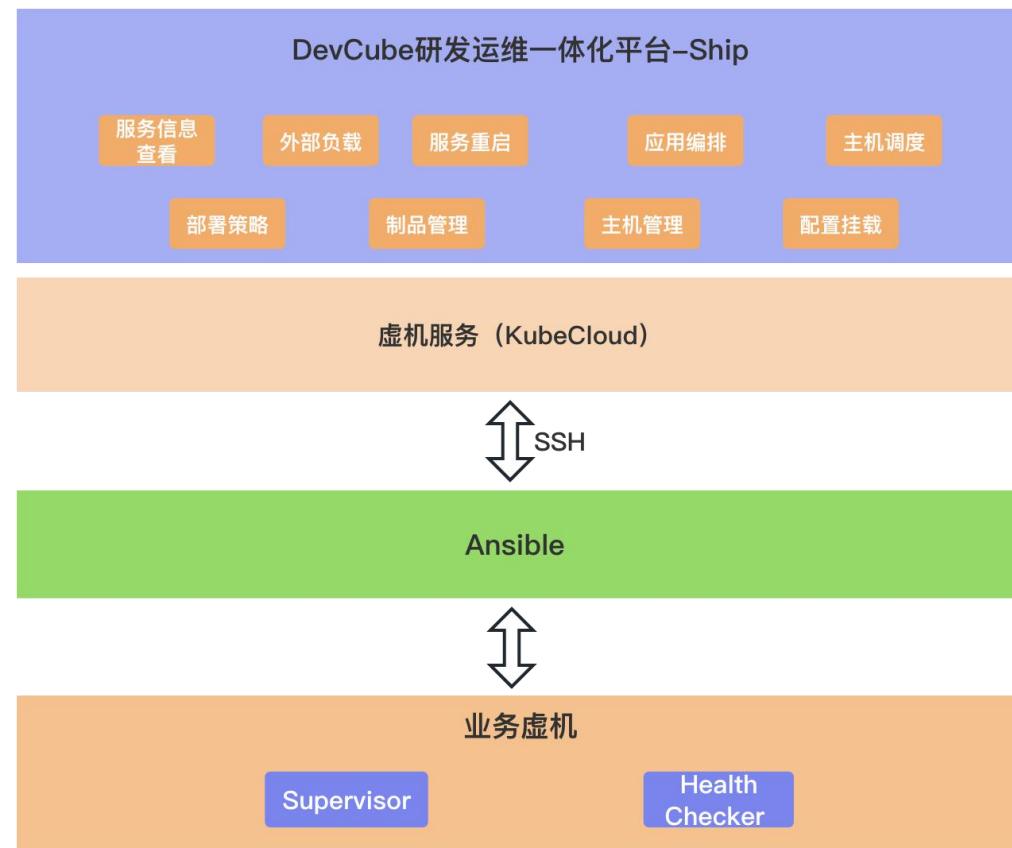 DevCube研发运维一体化平台–Ship
服务信息
查看
外部负载
服务重启
应用编排
主机调度
部署策略
制品管理
主机管理
配置挂载
虚机服务（KubeCloud）
SSH
Ansible
业务虚机
Supervisor
Health
Checker